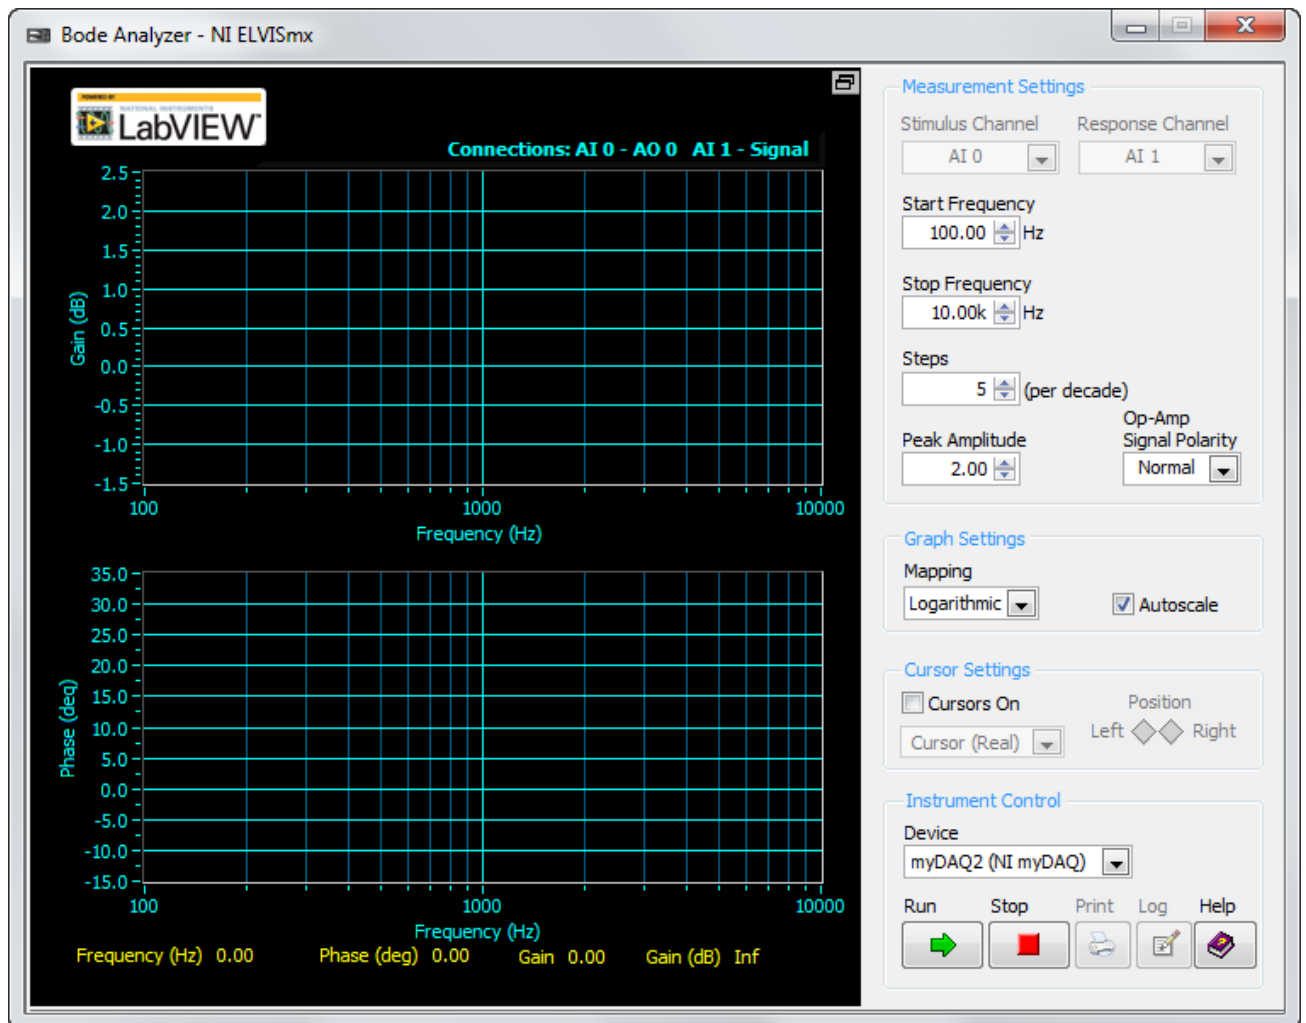 Bode Analyzer - NI ELVISmx
POWERED BY
NATIONAL INSTRUMENTS
LabVIEW™
Connections: AI 0 - AO 0 AI 1 - Signal
2.5
2.0
1.5
1.0
0.5
0.0
-0.5
-1.0
-1.5
Gain (dB)
100 1000 10000
Frequency (Hz)
35.0
30.0
25.0
20.0
15.0
10.0
5.0
0.0
-5.0
-10.0
-15.0
Phase (deg)
100 1000 10000
Frequency (Hz)
Frequency (Hz) 0.00 Phase (deg) 0.00 Gain 0.00 Gain (dB) Inf
Measurement Settings
Stimulus Channel Response Channel
AI 0 AI 1
Start Frequency
100.00 Hz
Stop Frequency
10.00k Hz
Steps
5 (per decade)
Op-Amp
Peak Amplitude Signal Polarity
2.00 Normal
Graph Settings
Mapping
Logarithmic Autoscale
Cursor Settings
Cursors On Position
Cursor (Real) Left Right
Instrument Control
Device
myDAQ2 (NI myDAQ)
Run Stop Print Log Help